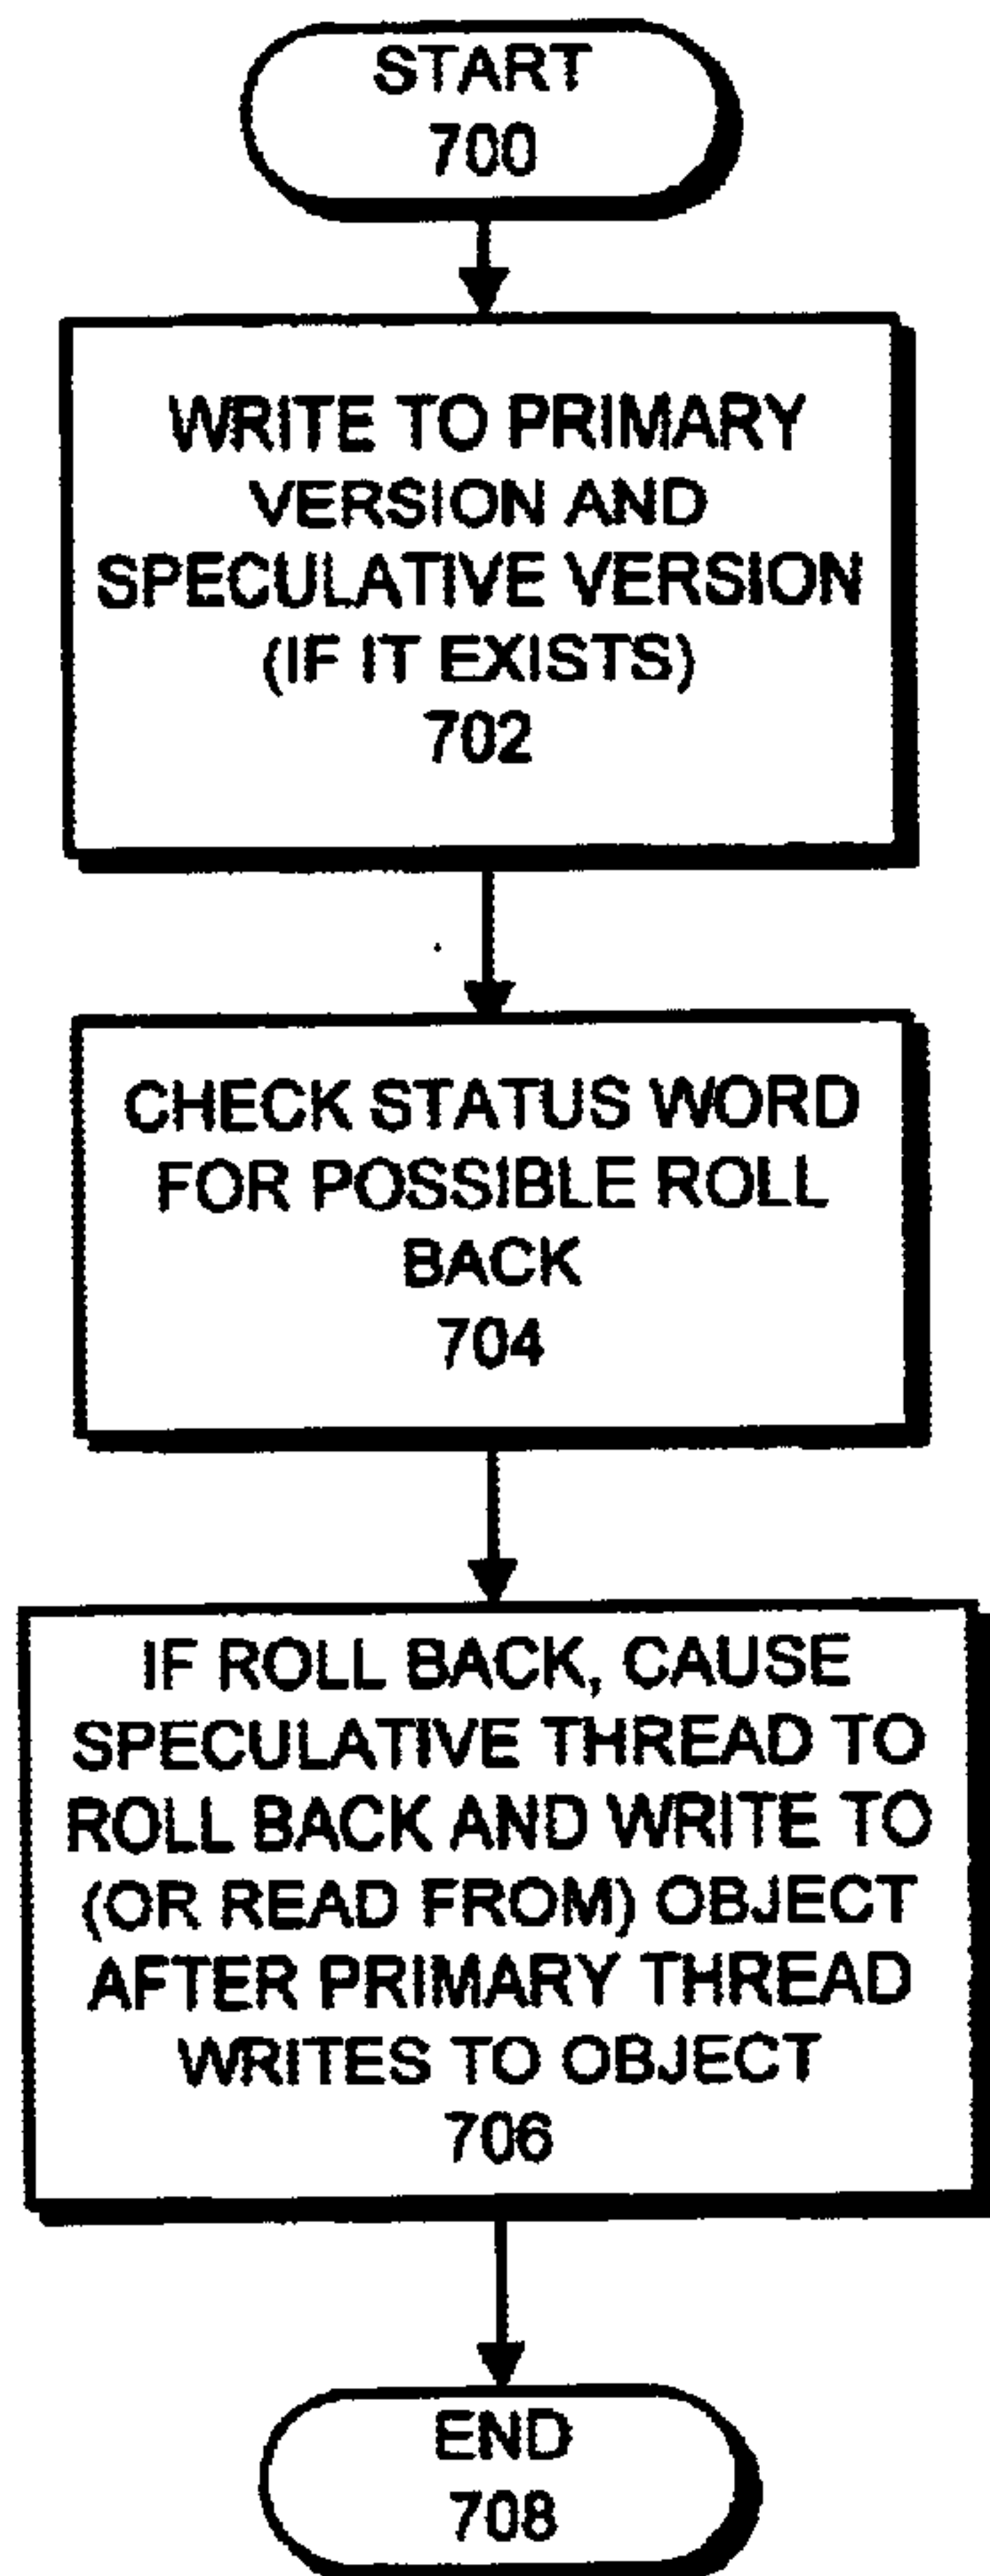 START
700
WRITE TO PRIMARY
VERSION AND
SPECULATIVE VERSION
(IF IT EXISTS)
702
CHECK STATUS WORD
FOR POSSIBLE ROLL
BACK
704
IF ROLL BACK, CAUSE
SPECULATIVE THREAD TO
ROLL BACK AND WRITE TO
(OR READ FROM) OBJECT
AFTER PRIMARY THREAD
WRITES TO OBJECT
706
END
708